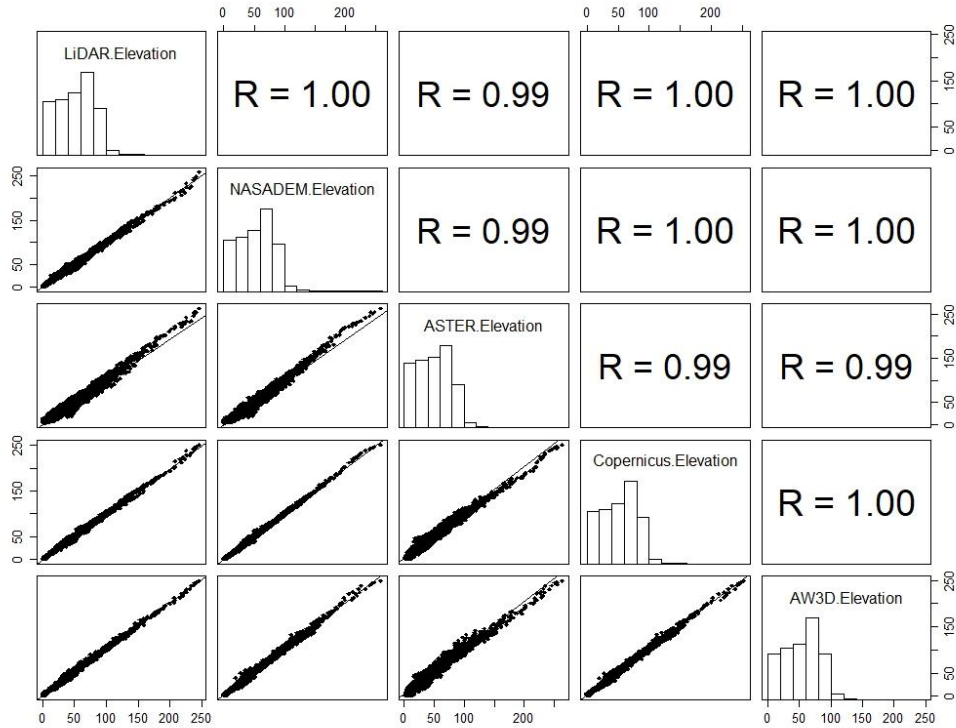 0 50 100 200
0 50 100 200
LiDAR.Elevation
R = 1.00
R = 0.99
R = 1.00
R = 1.00
0 50 150 250
0 50 150 250
NASADEM.Elevation
R = 0.99
R = 1.00
R = 1.00
ASTER.Elevation
R = 0.99
R = 0.99
0 50 150 250
0 50 150 250
Copernicus.Elevation
R = 1.00
AW3D.Elevation
0 50 150 250
0 50 100 150 200 250
0 50 100 200
0 50 100 150 200 250